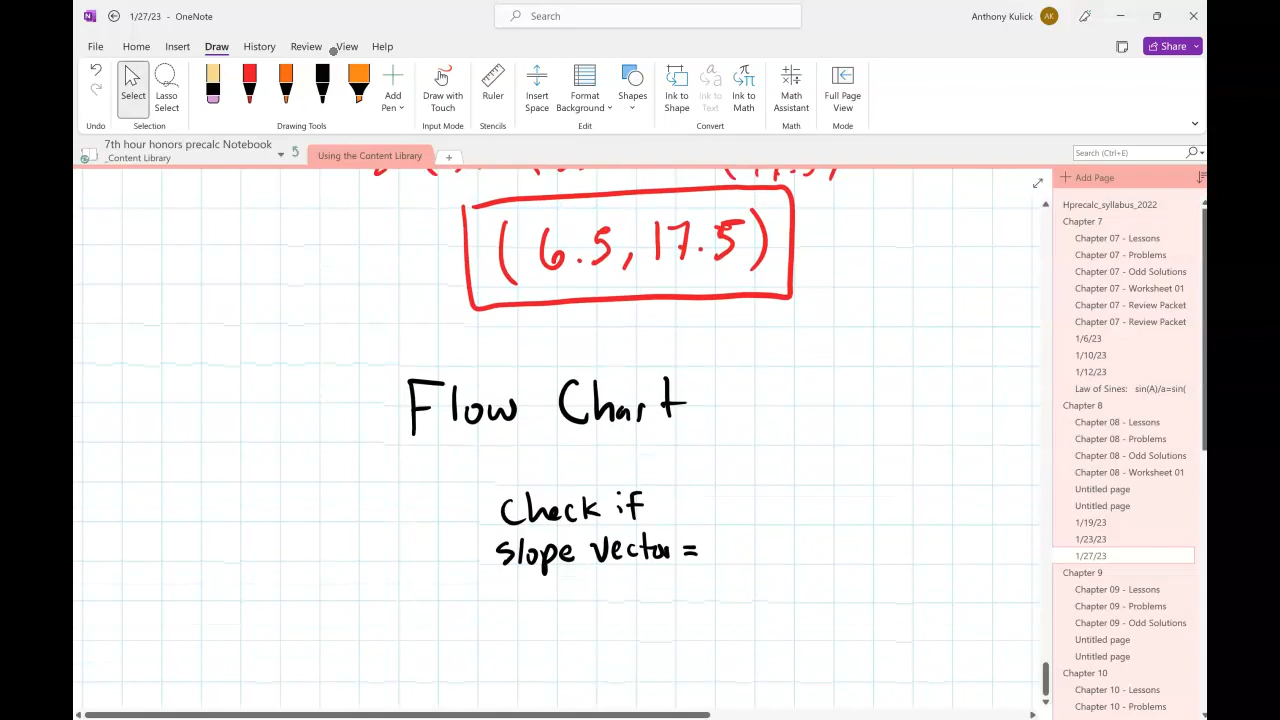 1/27/23 - OneNote
Search
Anthony Kulick
AK
File Home Insert Draw History Review View Help
Share
Undo
Select
Lasso Select
Add Pen
Draw with Touch
Ruler
Insert Space
Format Background
Shapes
Ink to Shape
Ink to Text
Ink to Math
Math Assistant
Full Page View
Undo Selection Drawing Tools Input Mode Stencils Edit Convert Math Mode
7th hour honors precalc Notebook
_Content Library
Using the Content Library
Search (Ctrl+E)
Add Page
(6.5, 17.5)
Flow Chart
Check if
slope vector =
Hprecalc_syllabus_2022
Chapter 7
Chapter 07 - Lessons
Chapter 07 - Problems
Chapter 07 - Odd Solutions
Chapter 07 - Worksheet 01
Chapter 07 - Review Packet
Chapter 07 - Review Packet
1/6/23
1/10/23
1/12/23
Law of Sines: sin(A)/a=sin(
Chapter 8
Chapter 08 - Lessons
Chapter 08 - Problems
Chapter 08 - Odd Solutions
Chapter 08 - Worksheet 01
Untitled page
Untitled page
1/19/23
1/23/23
1/27/23
Chapter 9
Chapter 09 - Lessons
Chapter 09 - Problems
Chapter 09 - Odd Solutions
Untitled page
Untitled page
Chapter 10
Chapter 10 - Lessons
Chapter 10 - Problems